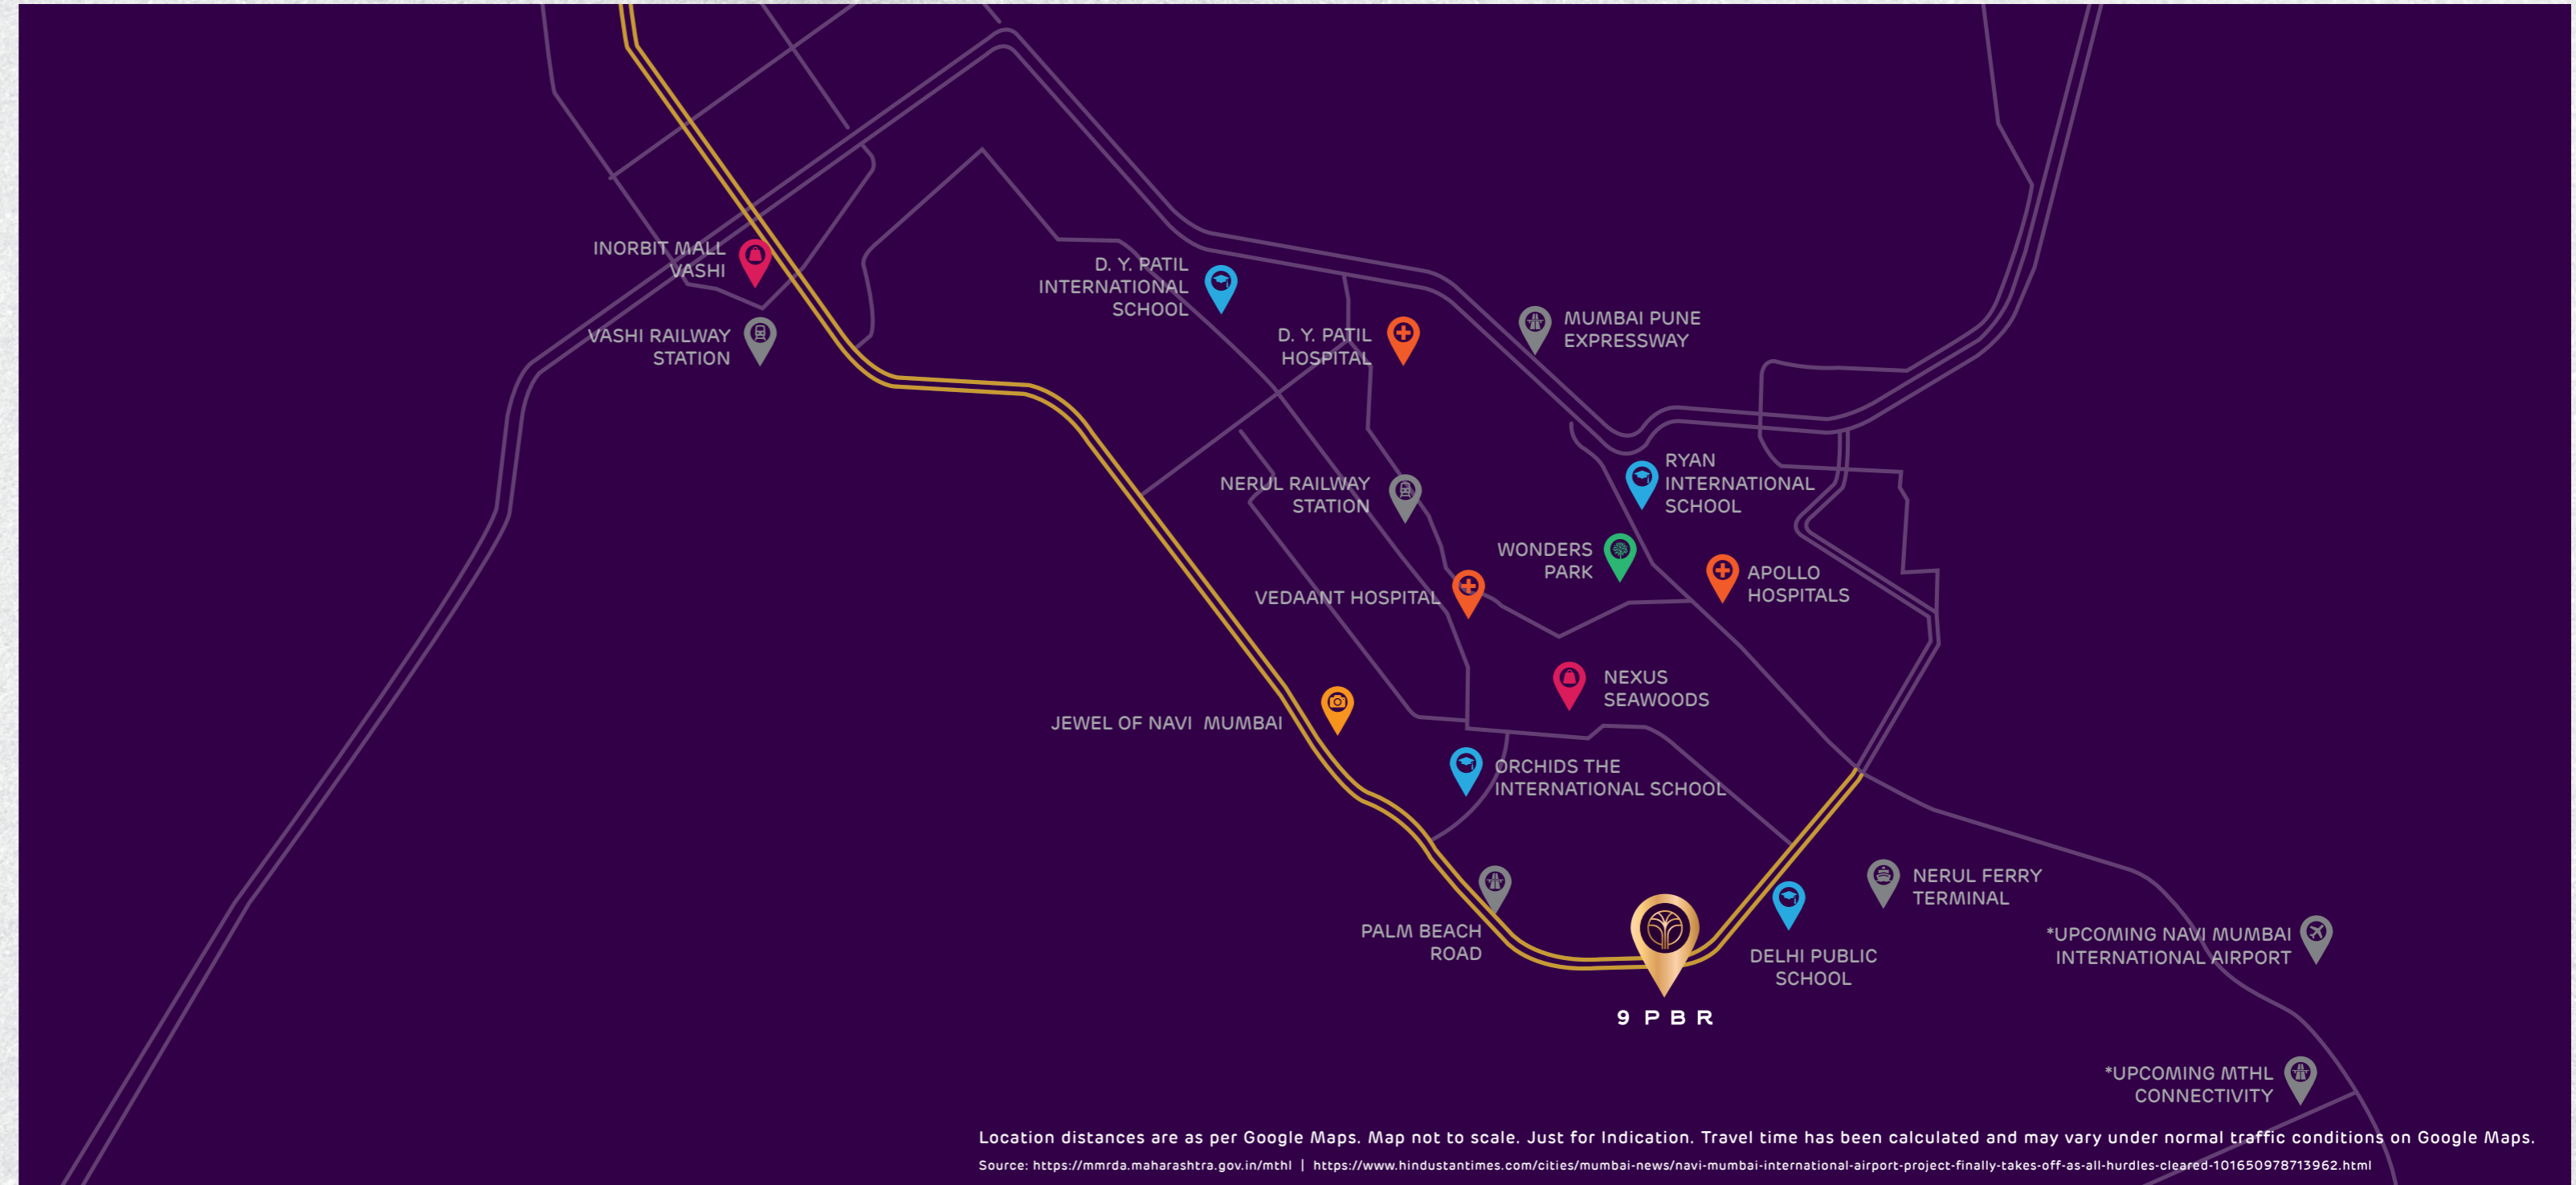 INORBIT MALL
VASHI
VASHI RAILWAY
STATION
D. Y. PATIL
INTERNATIONAL
SCHOOL
D. Y. PATIL
HOSPITAL
MUMBAI PUNE
EXPRESSWAY
NERUL RAILWAY
STATION
RYAN
INTERNATIONAL
SCHOOL
WONDERS
PARK
APOLLO
HOSPITALS
VEDAANT HOSPITAL
NEXUS
SEAWOODS
JEWEL OF NAVI  MUMBAI
ORCHIDS THE
INTERNATIONAL SCHOOL
PALM BEACH
ROAD
9 PBR
DELHI PUBLIC
SCHOOL
NERUL FERRY
TERMINAL
*UPCOMING NAVI MUMBAI
INTERNATIONAL AIRPORT
*UPCOMING MTHL
CONNECTIVITY
Location distances are as per Google Maps. Map not to scale. Just for Indication. Travel time has been calculated and may vary under normal traffic conditions on Google Maps.
Source: https://mmrda.maharashtra.gov.in/mthl | https://www.hindustantimes.com/cities/mumbai-news/navi-mumbai-international-airport-project-finally-takes-off-as-all-hurdles-cleared-101650978713962.html